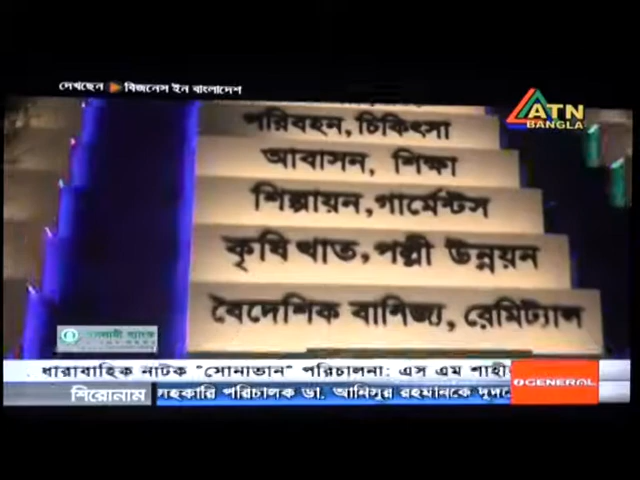 দেখছেন বিজনেস ইন বাংলাদেশ
ATN
BANGLA
পরিবহন, চিকিৎসা
আবাসন, শিক্ষা
শিল্পায়ন, গার্মেন্টস
কৃষি খাত, পল্লী উন্নয়ন
বৈদেশিক বানিজ্য, রেমিট্যান্স
ধারাবাহিক নাটক "সোনাভান" পরিচালনা: এস এম
GENERAL
শিরোনাম
সহকারি পরিচালক ডা. আনিসুর রহমানকে